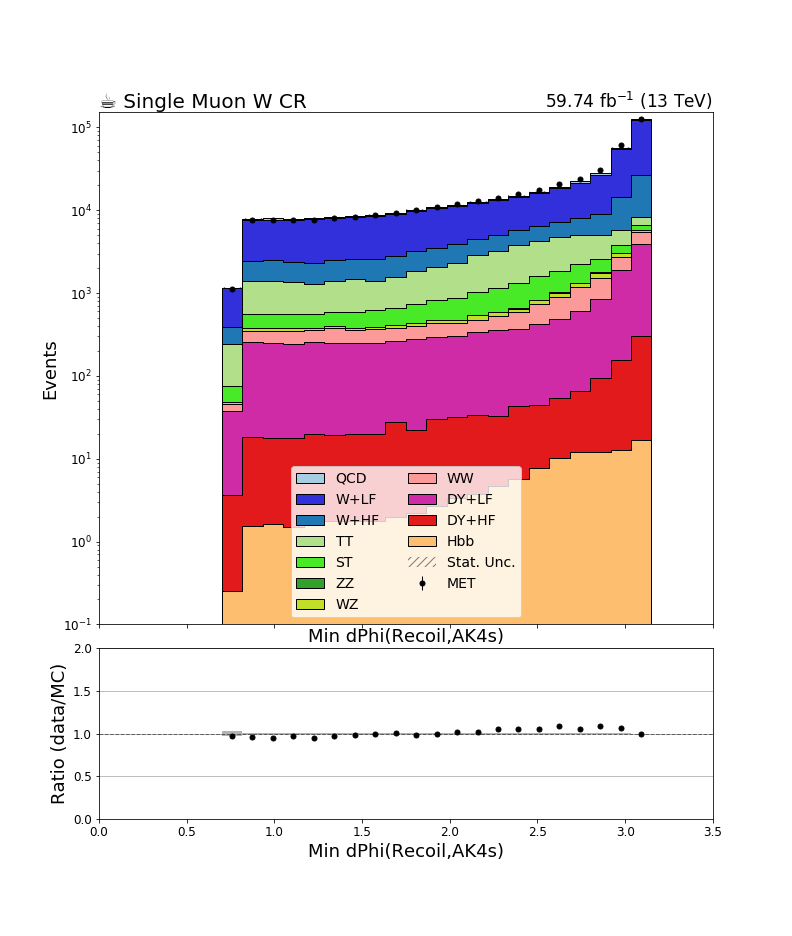 ☕ Single Muon W CR
59.74 fb⁻¹ (13 TeV)
Events
10⁵
10⁴
10³
10²
10¹
10⁰
10⁻¹
QCD
W+LF
W+HF
TT
ST
ZZ
WZ
WW
DY+LF
DY+HF
Hbb
Stat. Unc.
MET
Min dPhi(Recoil,AK4s)
Ratio (data/MC)
2.0
1.5
1.0
0.5
0.0
0.0 0.5 1.0 1.5 2.0 2.5 3.0 3.5
Min dPhi(Recoil,AK4s)